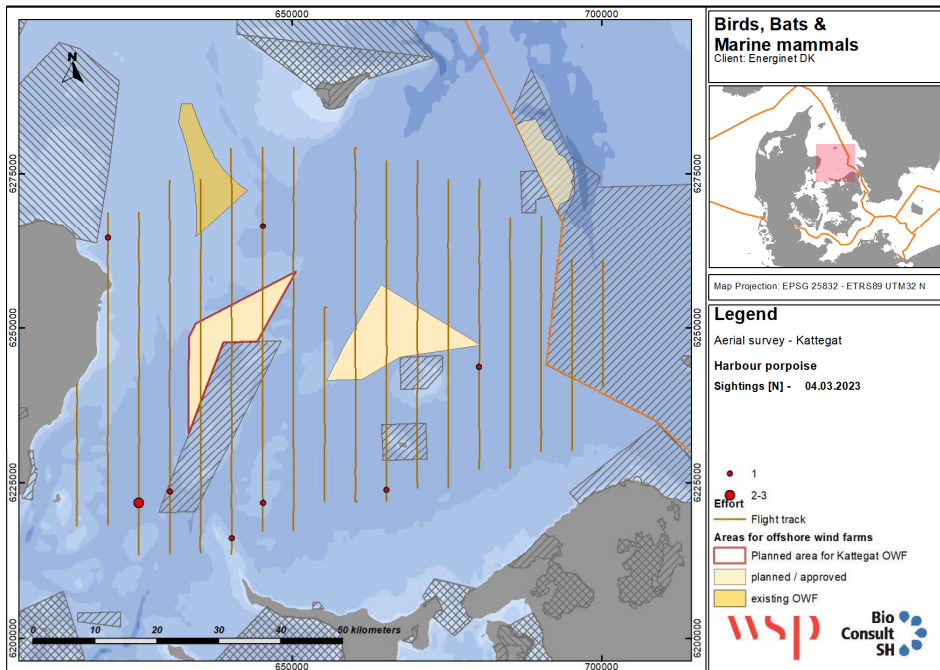 650000
700000
N
6275000
6275000
6250000
6250000
6225000
6225000
6200000
6200000
0 10 20 30 40 50 kilometers
650000
700000
Birds, Bats &
Marine mammals
Client: Energinet DK
Map Projection: EPSG 25832 - ETRS89 UTM32 N
Legend
Aerial survey - Kattegat
Harbour porpoise
Sightings [N] - 04.03.2023
1
2-3
Effort
Flight track
Areas for offshore wind farms
Planned area for Kattegat OWF
planned / approved
existing OWF
wsp
Bio
Consult
SH